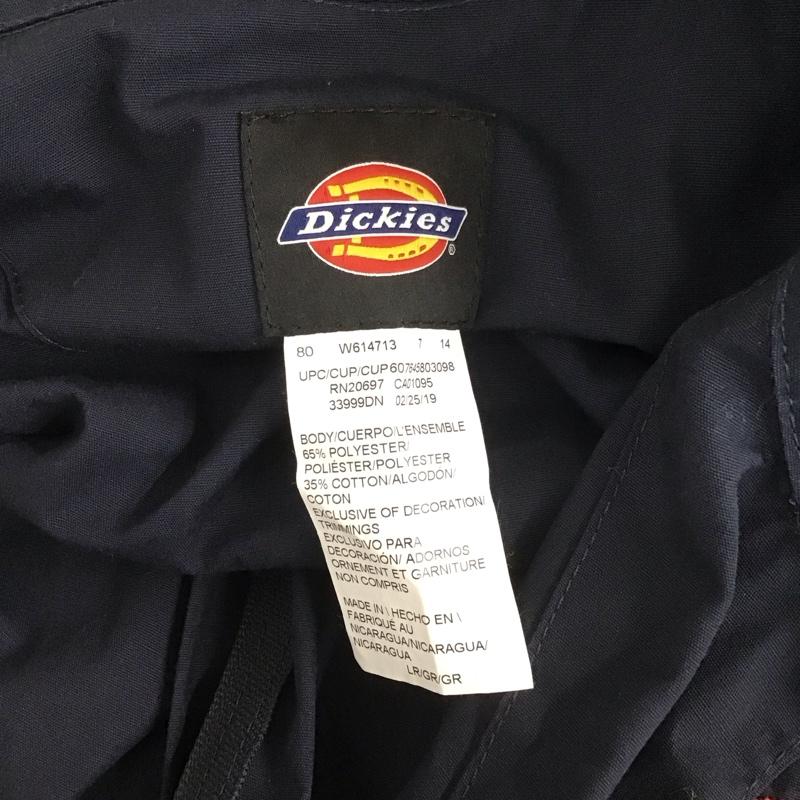 Dickies
®
80 W614713 7 14
UPC/CUP/CUP 607645803098
RN20697 CA01095
33999DN 02/25/19
BODY/CUERPO/L'ENSEMBLE
65% POLYESTER/
POLIÉSTER/POLYESTER
35% COTTON/ALGODÓN/
COTON
EXCLUSIVE OF DECORATION/
TRIMMINGS
EXCLUSIVO PARA
DECORACIÓN/ ADORNOS
ORNEMENT ET GARNITURE
NON COMPRIS
MADE IN \ HECHO EN \
FABRIQUÉ AU
NICARAGUA/NICARAGUA/
NICARAGUA
LR/GR/GR